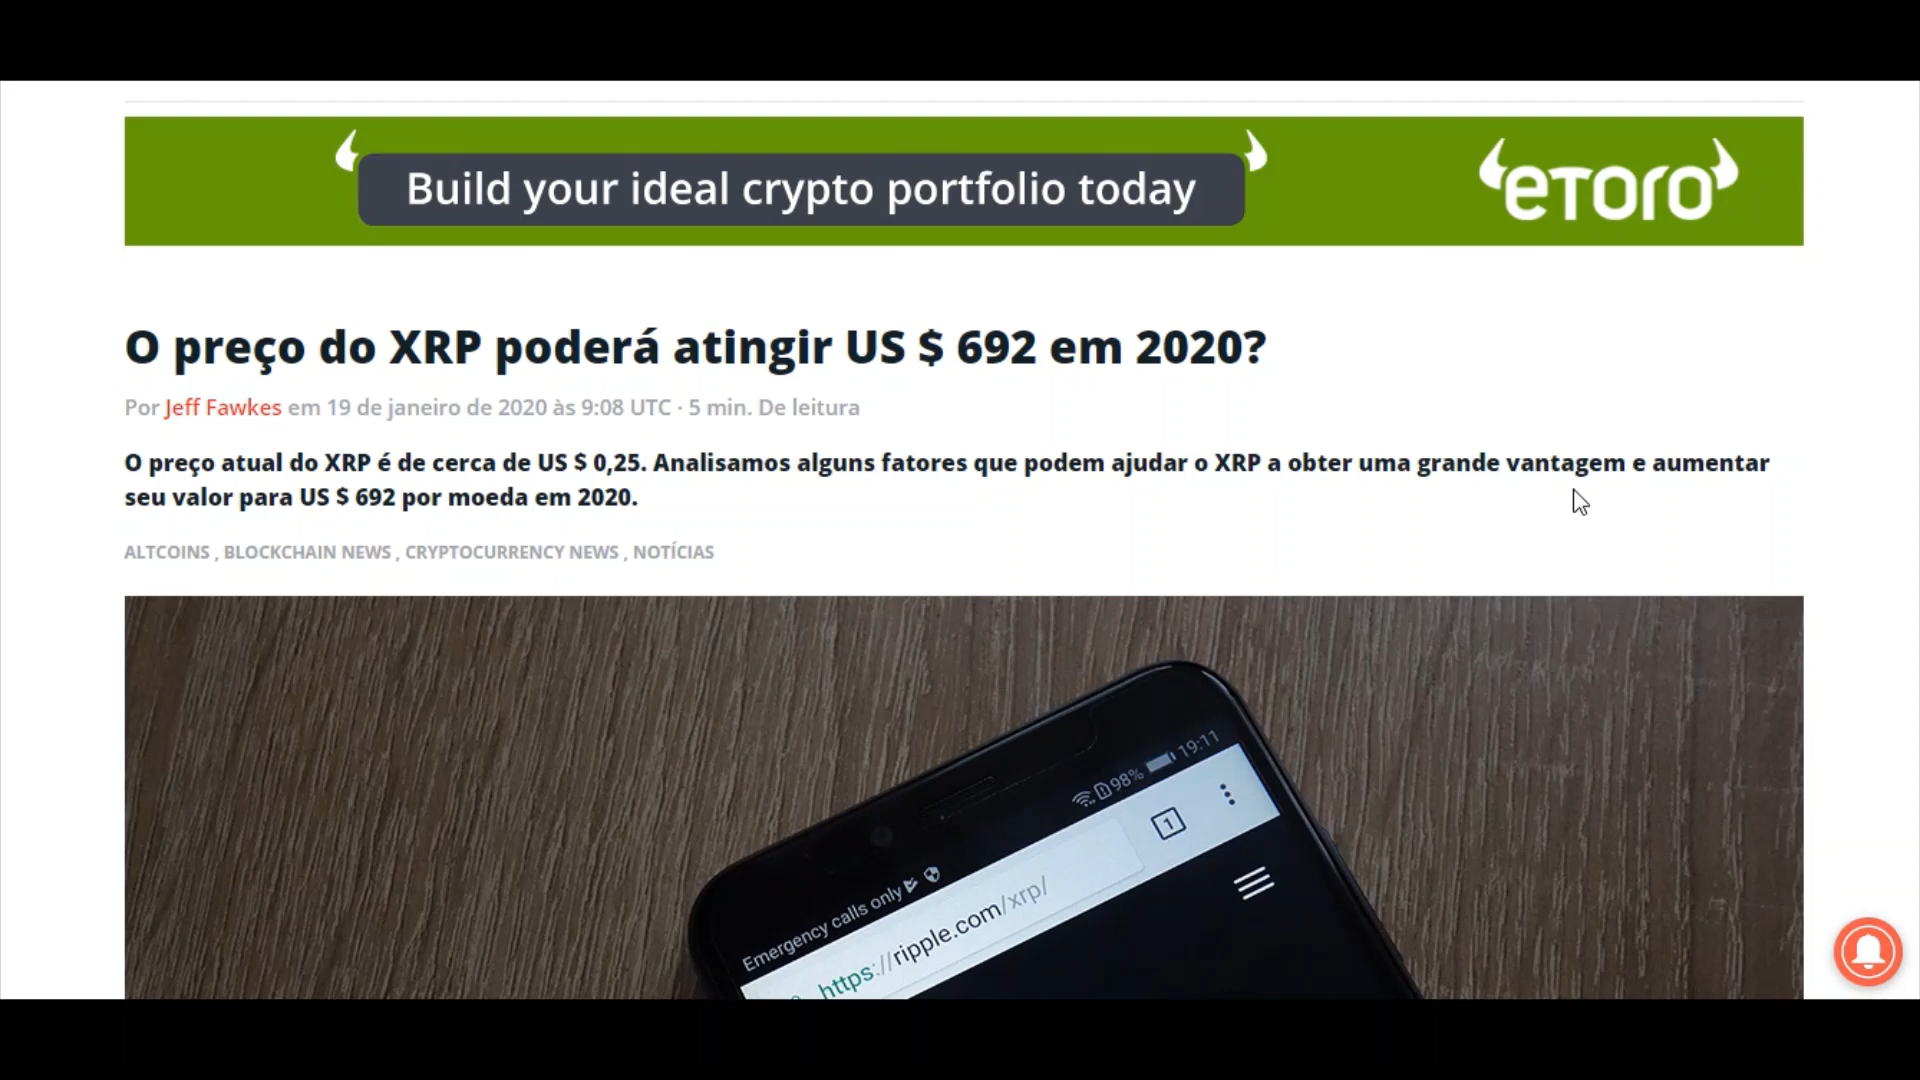 Build your ideal crypto portfolio today
eToro
O preço do XRP poderá atingir US $ 692 em 2020?
Por Jeff Fawkes em 19 de janeiro de 2020 às 9:08 UTC · 5 min. De leitura
O preço atual do XRP é de cerca de US $ 0,25. Analisamos alguns fatores que podem ajudar o XRP a obter uma grande vantagem e aumentar
seu valor para US $ 692 por moeda em 2020.
ALTCOINS , BLOCKCHAIN NEWS , CRYPTOCURRENCY NEWS , NOTÍCIAS
98% 19:11
1
Emergency calls only
https://ripple.com/xrp/